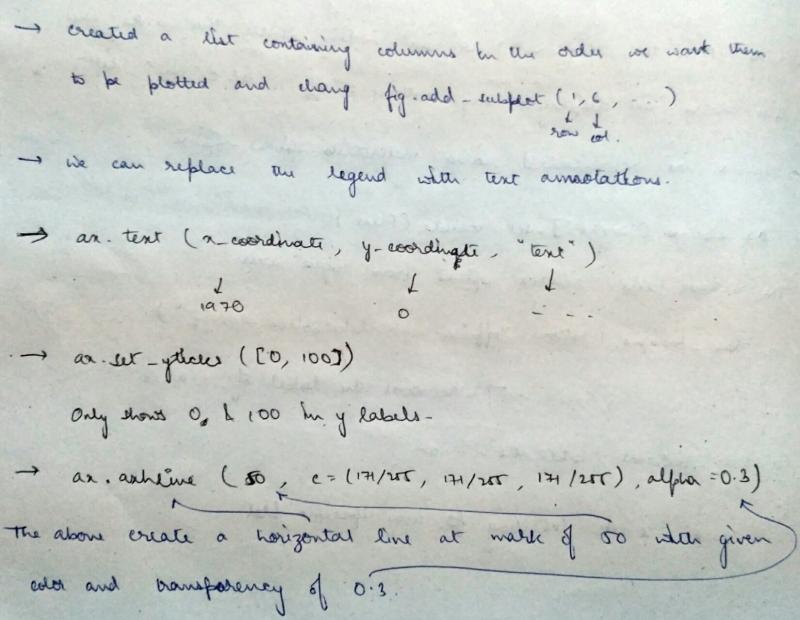 → created a list containing columns in the order we want them
to be plotted and chang fig.add_subplot (1, 6, ...)
↓ ↓
row col.
→ we can replace the legend with text annotations.
⇒ ax.text (x_coordinate, y-coordinate, "text")
↓ ↓ ↓
1970 0 - - -
→ ax.set_yticks ([0, 100])
Only shows 0, & 100 in y labels-
→ ax.axhline (50, c = (171/255, 171/255, 171/255), alpha = 0.3)
The above create a horizontal line at mark of 50 with given
color and transparency of 0.3.